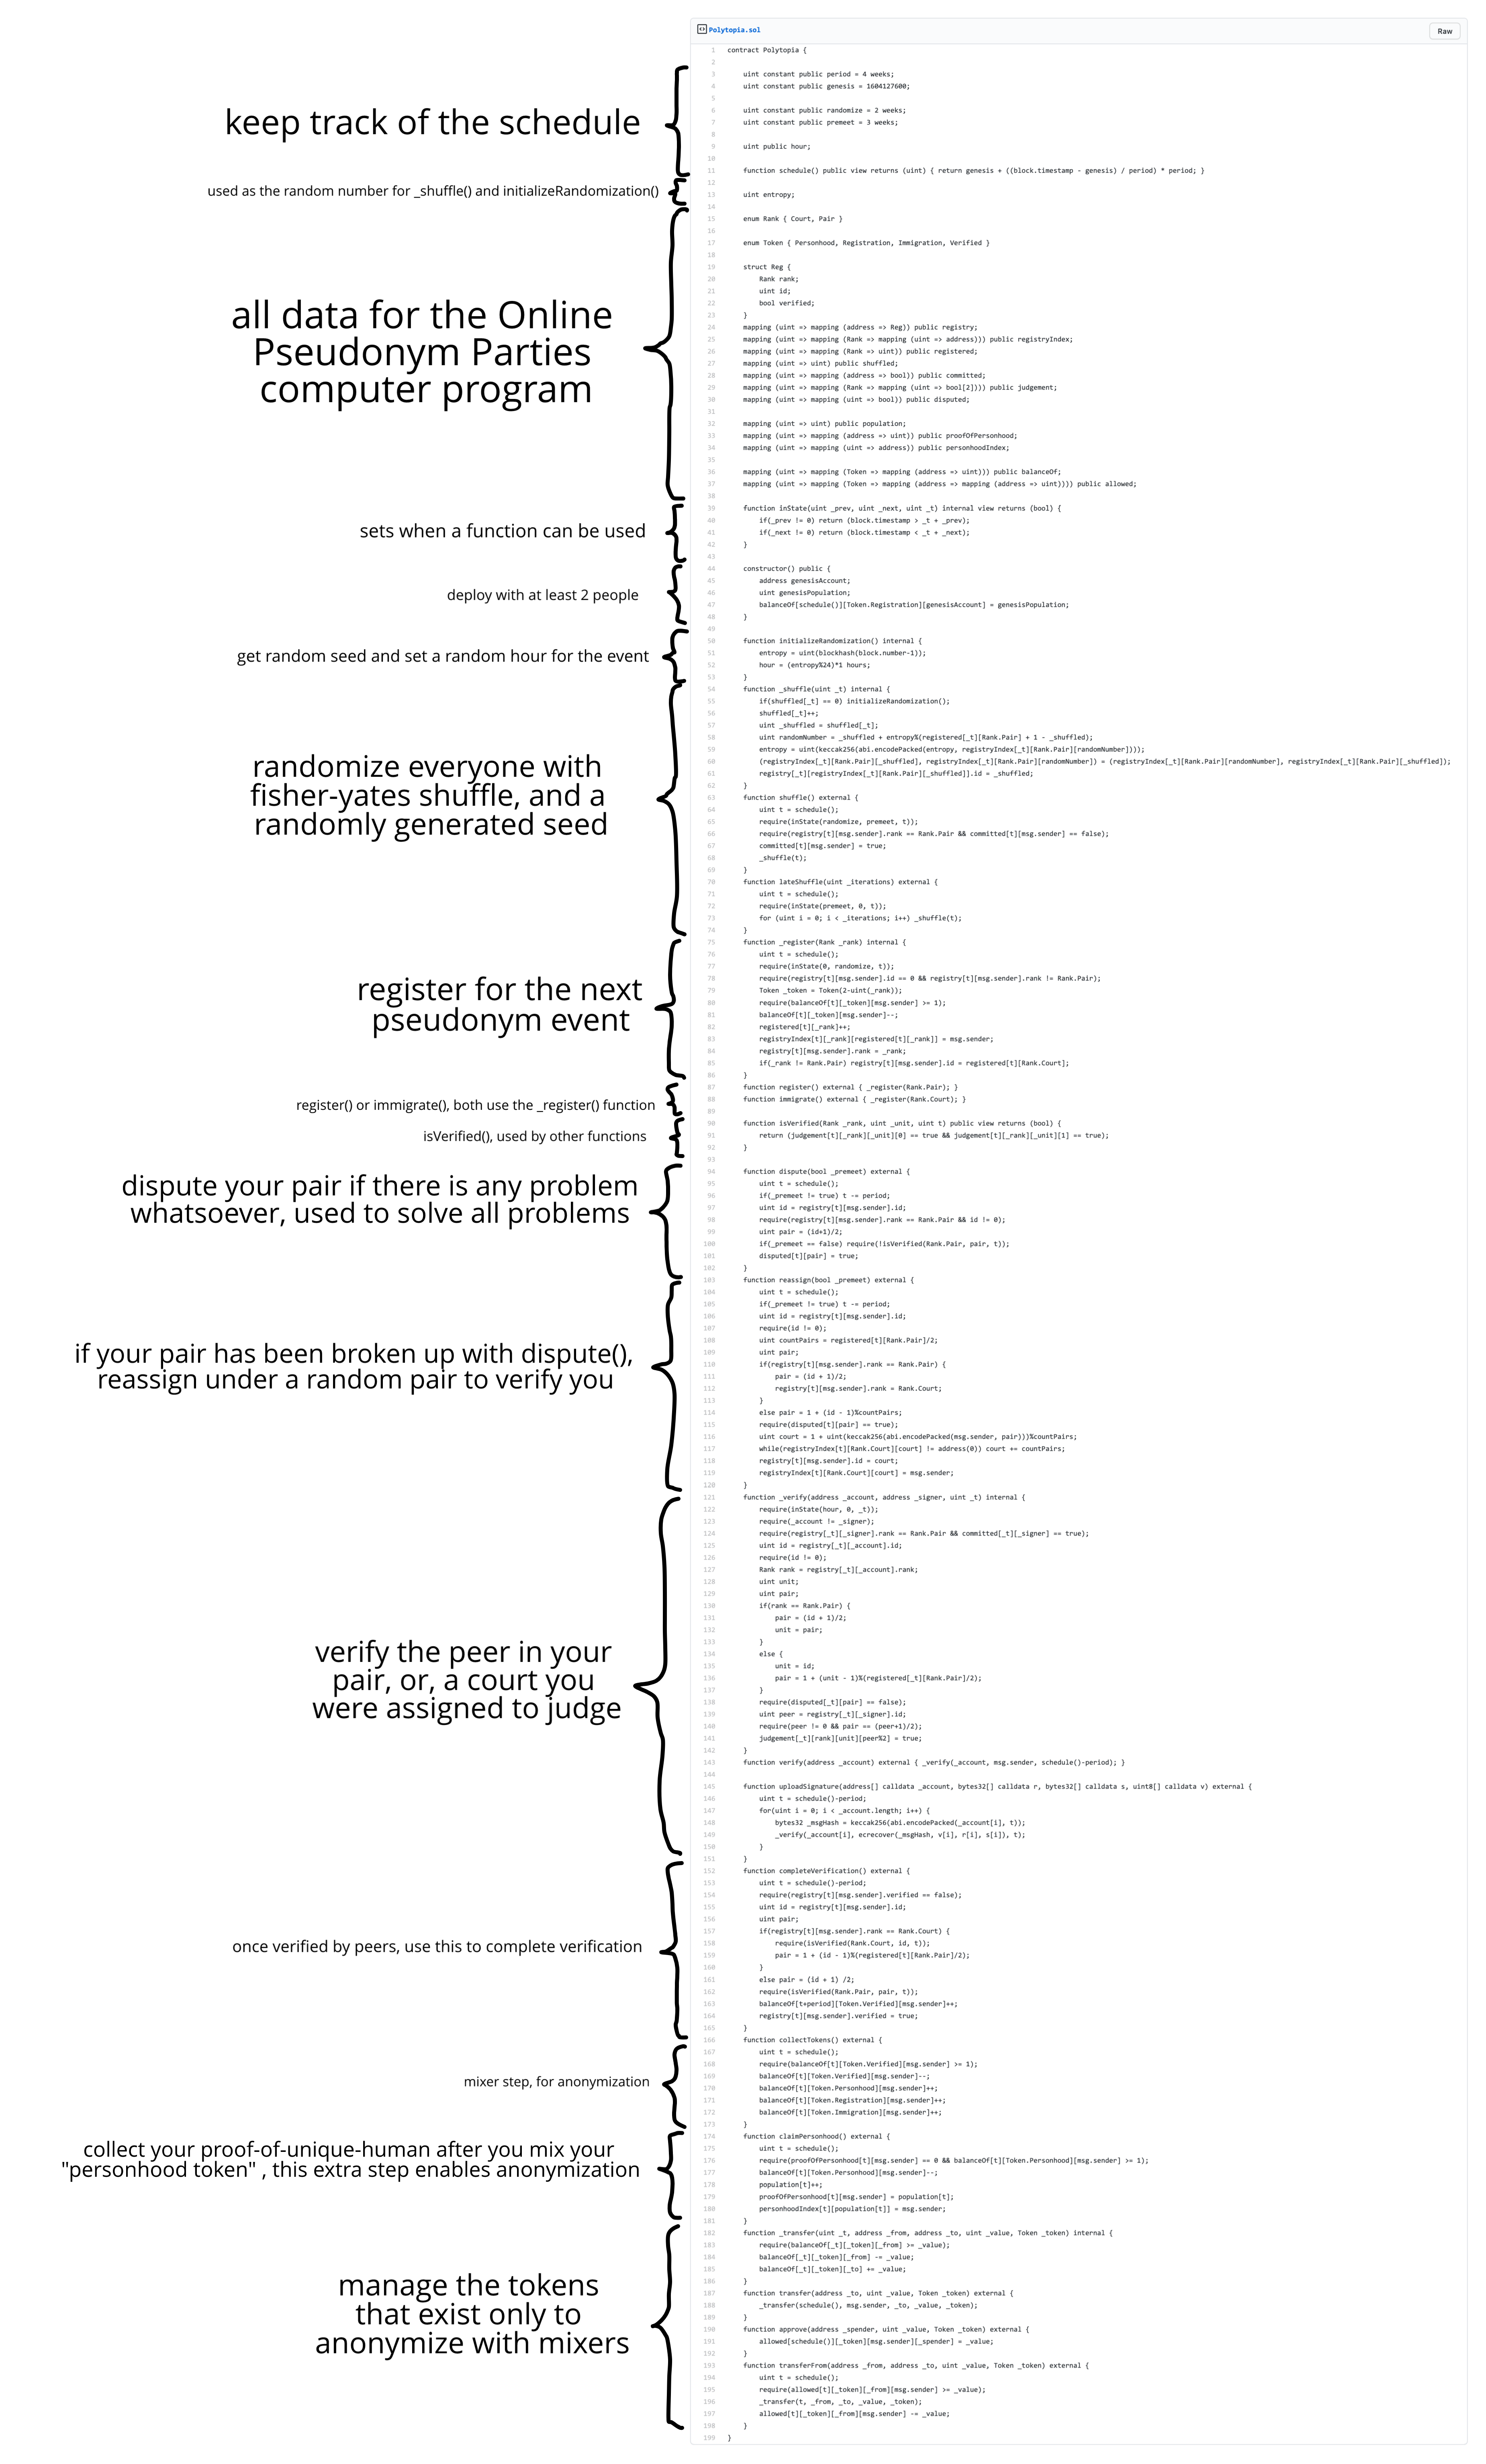 keep track of the schedule
used as the random number for _shuffle() and initializeRandomization()
all data for the Online
Pseudonym Parties
computer program
sets when a function can be used
deploy with at least 2 people
get random seed and set a random hour for the event
randomize everyone with
fisher-yates shuffle, and a
randomly generated seed
register for the next
pseudonym event
register() or immigrate(), both use the _register() function
isVerified(), used by other functions
dispute your pair if there is any problem
whatsoever, used to solve all problems
if your pair has been broken up with dispute(),
reassign under a random pair to verify you
verify the peer in your
pair, or, a court you
were assigned to judge
once verified by peers, use this to complete verification
mixer step, for anonymization
collect your proof-of-unique-human after you mix your
"personhood token" , this extra step enables anonymization
manage the tokens
that exist only to
anonymize with mixers
Polytopia.sol
Raw
1 contract Polytopia {
2
3 uint constant public period = 4 weeks;
4 uint constant public genesis = 1604127600;
5
6 uint constant public randomize = 2 weeks;
7 uint constant public premeet = 3 weeks;
8
9 uint public hour;
10
11 function schedule() public view returns (uint) { return genesis + ((block.timestamp - genesis) / period) * period; }
12
13 uint entropy;
14
15 enum Rank { Court, Pair }
16
17 enum Token { Personhood, Registration, Immigration, Verified }
18
19 struct Reg {
20 Rank rank;
21 uint id;
22 bool verified;
23 }
24 mapping (uint => mapping (address => Reg)) public registry;
25 mapping (uint => mapping (Rank => mapping (uint => address))) public registryIndex;
26 mapping (uint => mapping (Rank => uint)) public registered;
27 mapping (uint => uint) public shuffled;
28 mapping (uint => mapping (address => bool)) public committed;
29 mapping (uint => mapping (Rank => mapping (uint => bool[2]))) public judgement;
30 mapping (uint => mapping (uint => bool)) public disputed;
31
32 mapping (uint => uint) public population;
33 mapping (uint => mapping (address => uint)) public proofOfPersonhood;
34 mapping (uint => mapping (uint => address)) public personhoodIndex;
35
36 mapping (uint => mapping (Token => mapping (address => uint))) public balanceOf;
37 mapping (uint => mapping (Token => mapping (address => mapping (address => uint)))) public allowed;
38
39 function inState(uint _prev, uint _next, uint _t) internal view returns (bool) {
40 if(_prev != 0) return (block.timestamp > _t + _prev);
41 if(_next != 0) return (block.timestamp < _t + _next);
42 }
43
44 constructor() public {
45 address genesisAccount;
46 uint genesisPopulation;
47 balanceOf[schedule()][Token.Registration][genesisAccount] = genesisPopulation;
48 }
49
50 function initializeRandomization() internal {
51 entropy = uint(blockhash(block.number-1));
52 hour = (entropy%24)*1 hours;
53 }
54 function _shuffle(uint _t) internal {
55 if(shuffled[_t] == 0) initializeRandomization();
56 shuffled[_t]++;
57 uint _shuffled = shuffled[_t];
58 uint randomNumber = _shuffled + entropy%(registered[_t][Rank.Pair] + 1 - _shuffled);
59 entropy = uint(keccak256(abi.encodePacked(entropy, registryIndex[_t][Rank.Pair][randomNumber])));
60 (registryIndex[_t][Rank.Pair][_shuffled], registryIndex[_t][Rank.Pair][randomNumber]) = (registryIndex[_t][Rank.Pair][randomNumber], registryIndex[_t][Rank.Pair][_shuffled]);
61 registry[_t][registryIndex[_t][Rank.Pair][_shuffled]].id = _shuffled;
62 }
63 function shuffle() external {
64 uint t = schedule();
65 require(inState(randomize, premeet, t));
66 require(registry[t][msg.sender].rank == Rank.Pair && committed[t][msg.sender] == false);
67 committed[t][msg.sender] = true;
68 _shuffle(t);
69 }
70 function lateShuffle(uint _iterations) external {
71 uint t = schedule();
72 require(inState(premeet, 0, t));
73 for (uint i = 0; i < _iterations; i++) _shuffle(t);
74 }
75 function _register(Rank _rank) internal {
76 uint t = schedule();
77 require(inState(0, randomize, t));
78 require(registry[t][msg.sender].id == 0 && registry[t][msg.sender].rank != Rank.Pair);
79 Token _token = Token(2-uint(_rank));
80 require(balanceOf[t][_token][msg.sender] >= 1);
81 balanceOf[t][_token][msg.sender]--;
82 registered[t][_rank]++;
83 registryIndex[t][_rank][registered[t][_rank]] = msg.sender;
84 registry[t][msg.sender].rank = _rank;
85 if(_rank != Rank.Pair) registry[t][msg.sender].id = registered[t][Rank.Court];
86 }
87 function register() external { _register(Rank.Pair); }
88 function immigrate() external { _register(Rank.Court); }
89
90 function isVerified(Rank _rank, uint _unit, uint t) public view returns (bool) {
91 return (judgement[t][_rank][_unit][0] == true && judgement[t][_rank][_unit][1] == true);
92 }
93
94 function dispute(bool _premeet) external {
95 uint t = schedule();
96 if(_premeet != true) t -= period;
97 uint id = registry[t][msg.sender].id;
98 require(registry[t][msg.sender].rank == Rank.Pair && id != 0);
99 uint pair = (id+1)/2;
100 if(_premeet == false) require(!isVerified(Rank.Pair, pair, t));
101 disputed[t][pair] = true;
102 }
103 function reassign(bool _premeet) external {
104 uint t = schedule();
105 if(_premeet != true) t -= period;
106 uint id = registry[t][msg.sender].id;
107 require(id != 0);
108 uint countPairs = registered[t][Rank.Pair]/2;
109 uint pair;
110 if(registry[t][msg.sender].rank == Rank.Pair) {
111 pair = (id + 1)/2;
112 registry[t][msg.sender].rank = Rank.Court;
113 }
114 else pair = 1 + (id - 1)%countPairs;
115 require(disputed[t][pair] == true);
116 uint court = 1 + uint(keccak256(abi.encodePacked(msg.sender, pair)))%countPairs;
117 while(registryIndex[t][Rank.Court][court] != address(0)) court += countPairs;
118 registry[t][msg.sender].id = court;
119 registryIndex[t][Rank.Court][court] = msg.sender;
120 }
121 function _verify(address _account, address _signer, uint _t) internal {
122 require(inState(hour, 0, _t));
123 require(_account != _signer);
124 require(registry[_t][_signer].rank == Rank.Pair && committed[_t][_signer] == true);
125 uint id = registry[_t][_account].id;
126 require(id != 0);
127 Rank rank = registry[_t][_account].rank;
128 uint unit;
129 uint pair;
130 if(rank == Rank.Pair) {
131 pair = (id + 1)/2;
132 unit = pair;
133 }
134 else {
135 unit = id;
136 pair = 1 + (unit - 1)%(registered[_t][Rank.Pair]/2);
137 }
138 require(disputed[_t][pair] == false);
139 uint peer = registry[_t][_signer].id;
140 require(peer != 0 && pair == (peer+1)/2);
141 judgement[_t][rank][unit][peer%2] = true;
142 }
143 function verify(address _account) external { _verify(_account, msg.sender, schedule()-period); }
144
145 function uploadSignature(address[] calldata _account, bytes32[] calldata r, bytes32[] calldata s, uint8[] calldata v) external {
146 uint t = schedule()-period;
147 for(uint i = 0; i < _account.length; i++) {
148 bytes32 _msgHash = keccak256(abi.encodePacked(_account[i], t));
149 _verify(_account[i], ecrecover(_msgHash, v[i], r[i], s[i]), t);
150 }
151 }
152 function completeVerification() external {
153 uint t = schedule()-period;
154 require(registry[t][msg.sender].verified == false);
155 uint id = registry[t][msg.sender].id;
156 uint pair;
157 if(registry[t][msg.sender].rank == Rank.Court) {
158 require(isVerified(Rank.Court, id, t));
159 pair = 1 + (id - 1)%(registered[t][Rank.Pair]/2);
160 }
161 else pair = (id + 1) /2;
162 require(isVerified(Rank.Pair, pair, t));
163 balanceOf[t+period][Token.Verified][msg.sender]++;
164 registry[t][msg.sender].verified = true;
165 }
166 function collectTokens() external {
167 uint t = schedule();
168 require(balanceOf[t][Token.Verified][msg.sender] >= 1);
169 balanceOf[t][Token.Verified][msg.sender]--;
170 balanceOf[t][Token.Personhood][msg.sender]++;
171 balanceOf[t][Token.Registration][msg.sender]++;
172 balanceOf[t][Token.Immigration][msg.sender]++;
173 }
174 function claimPersonhood() external {
175 uint t = schedule();
176 require(proofOfPersonhood[t][msg.sender] == 0 && balanceOf[t][Token.Personhood][msg.sender] >= 1);
177 balanceOf[t][Token.Personhood][msg.sender]--;
178 population[t]++;
179 proofOfPersonhood[t][msg.sender] = population[t];
180 personhoodIndex[t][population[t]] = msg.sender;
181 }
182 function _transfer(uint _t, address _from, address _to, uint _value, Token _token) internal {
183 require(balanceOf[_t][_token][_from] >= _value);
184 balanceOf[_t][_token][_from] -= _value;
185 balanceOf[_t][_token][_to] += _value;
186 }
187 function transfer(address _to, uint _value, Token _token) external {
188 _transfer(schedule(), msg.sender, _to, _value, _token);
189 }
190 function approve(address _spender, uint _value, Token _token) external {
191 allowed[schedule()][_token][msg.sender][_spender] = _value;
192 }
193 function transferFrom(address _from, address _to, uint _value, Token _token) external {
194 uint t = schedule();
195 require(allowed[t][_token][_from][msg.sender] >= _value);
196 _transfer(t, _from, _to, _value, _token);
197 allowed[t][_token][_from][msg.sender] -= _value;
198 }
199 }